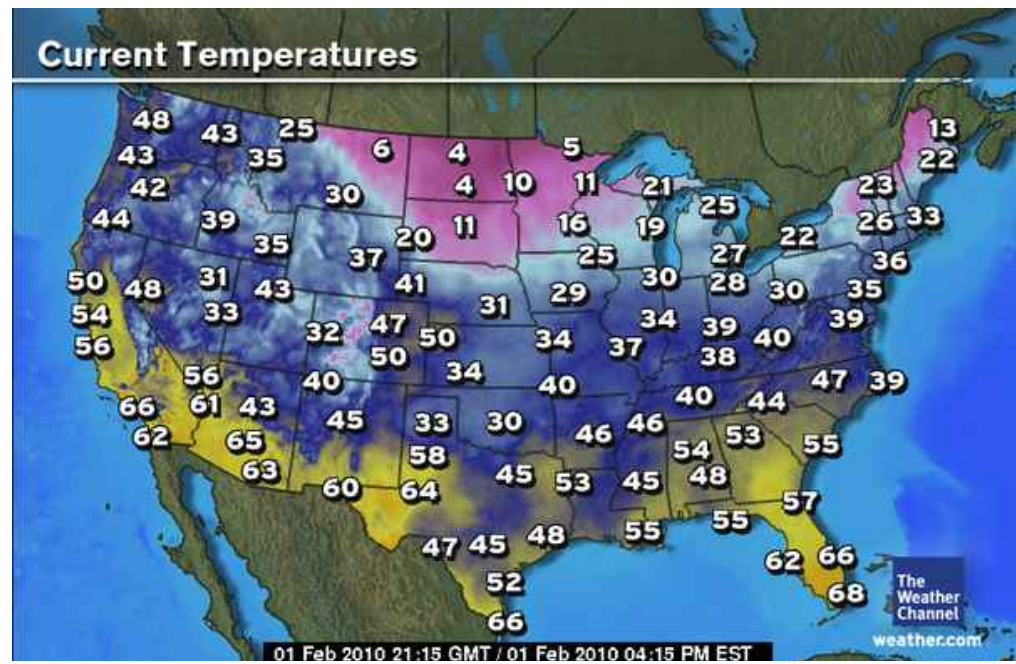 Current Temperatures
48 43 25 6 4 5 13
43 35 22
42 30 4 10 11 21 23
44 39 11 16 19 25 26 33
35 37 20 25 27 22 36
50 48 31 43 41 31 29 30 28 30 35
54 33 32 47 50 34 34 39 40 39
56 50 34 37 38
56 40 40 47 39
66 61 43 45 33 30 46 40 44
62 65 58 46 54 53 55
63 60 64 45 53 45 48
57
47 45 48 55 55
52 62 66
68
66
The
Weather
Channel
weather.com
01 Feb 2010 21:15 GMT / 01 Feb 2010 04:15 PM EST